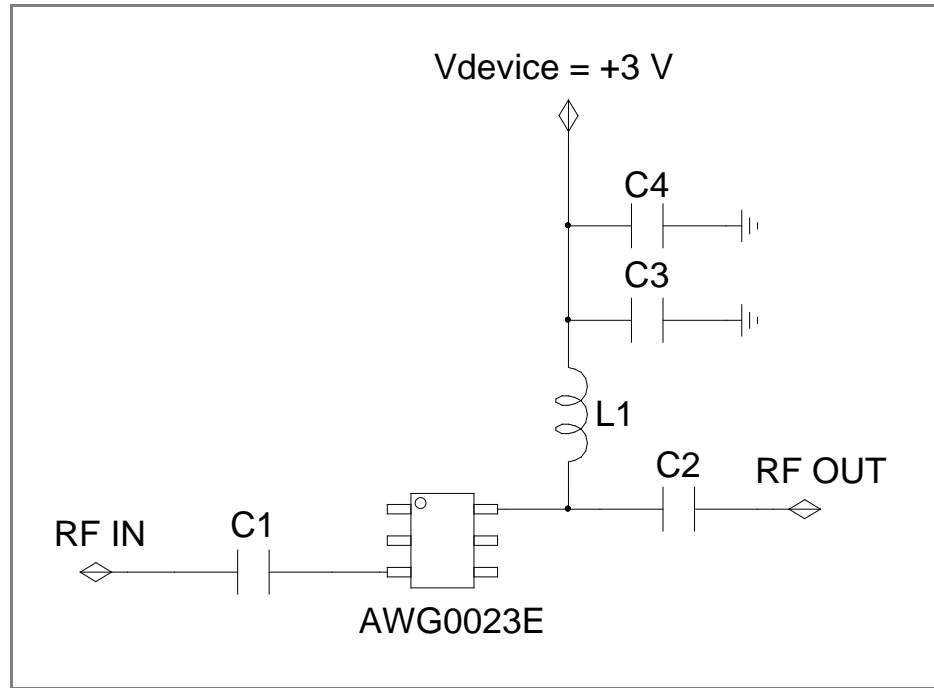 Vdevice = +3 V
C4
C3
L1
C2
RF OUT
C1
RF IN
AWG0023E